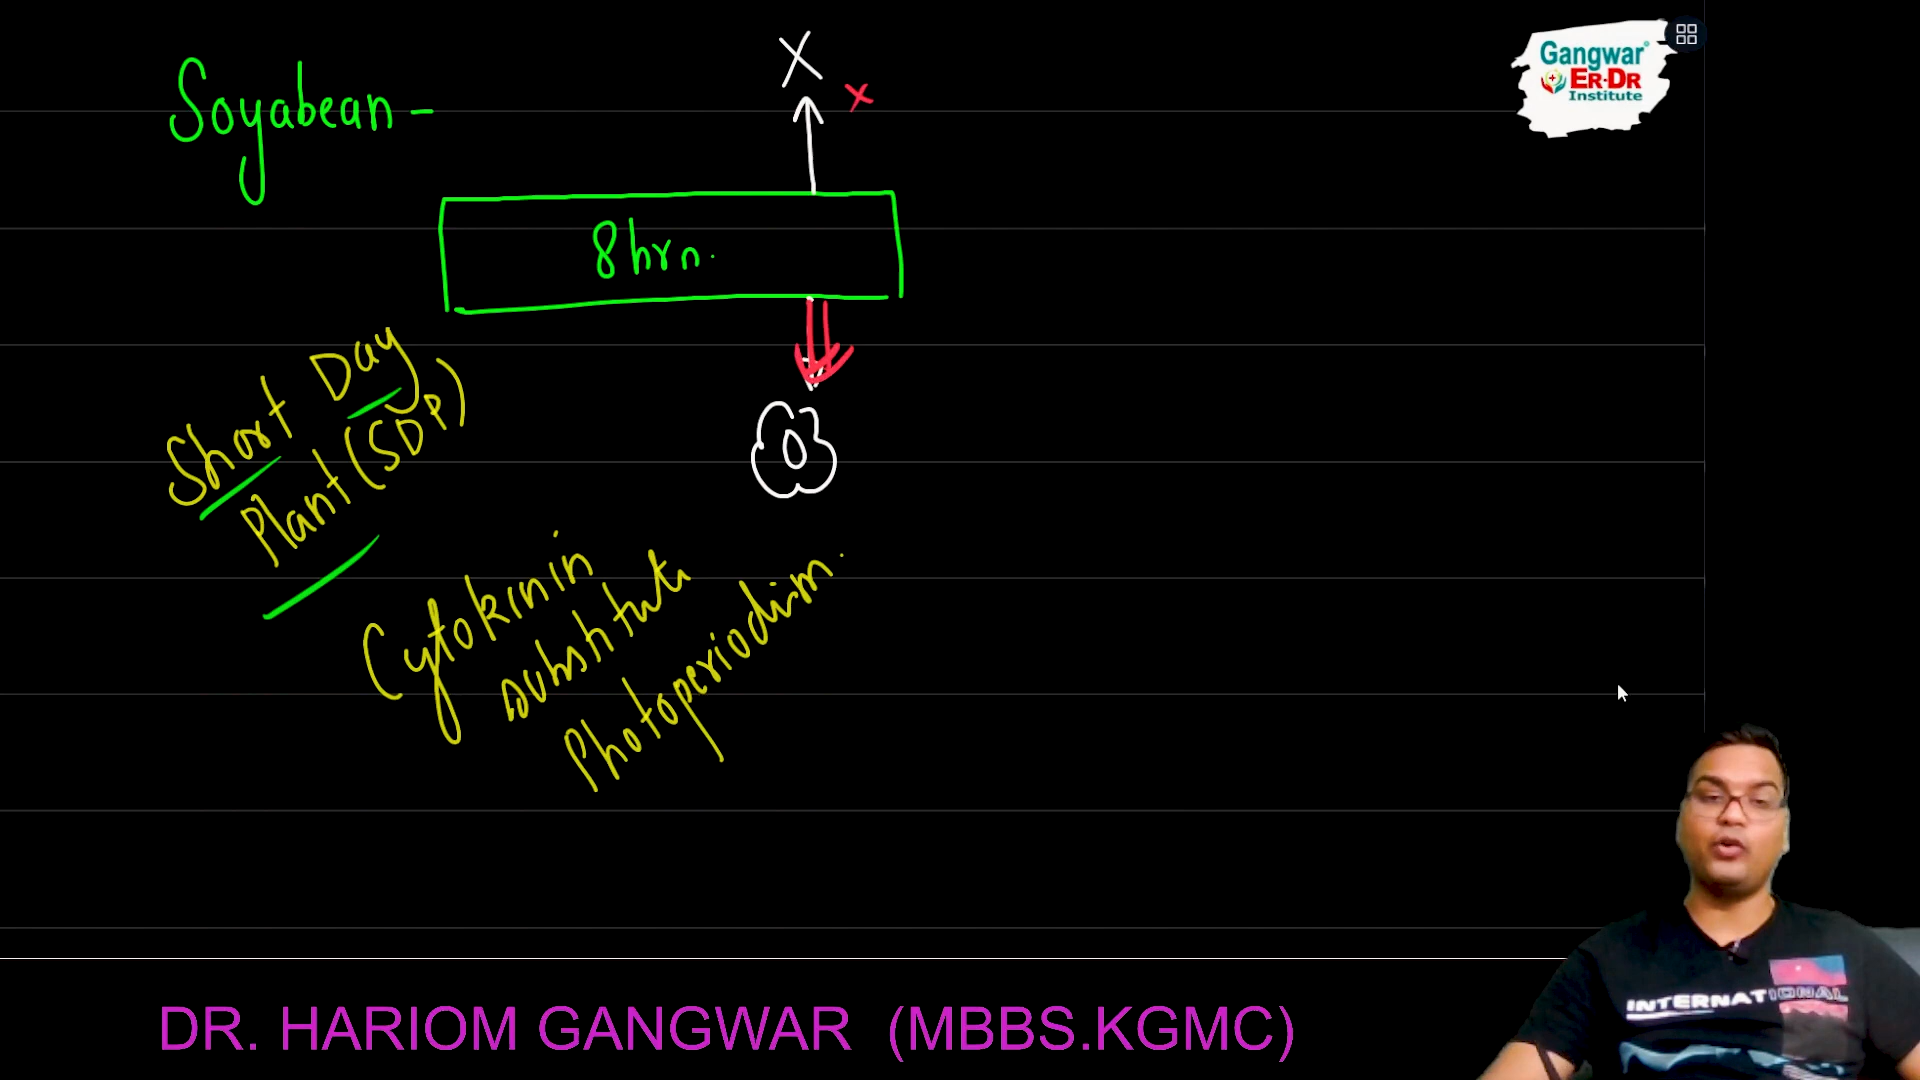 Soyabean -
X
x
8 hrs.
Short Day
Plant (SDP)
Cytokinin
substitute
Photoperiodism.
Gangwar
ER-DR
Institute
INTERNATIONAL
DR. HARIOM GANGWAR (MBBS.KGMC)